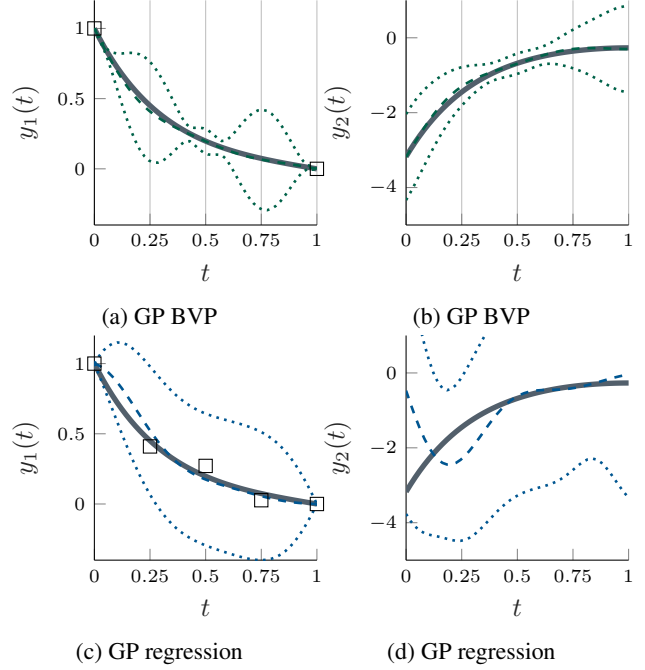 1
0.5
0
y₁(t)
0 0.25 0.5 0.75 1
t
(a) GP BVP
0
−2
−4
y₂(t)
0 0.25 0.5 0.75 1
t
(b) GP BVP
1
0.5
0
y₁(t)
0 0.25 0.5 0.75 1
t
(c) GP regression
0
−2
−4
y₂(t)
0 0.25 0.5 0.75 1
t
(d) GP regression